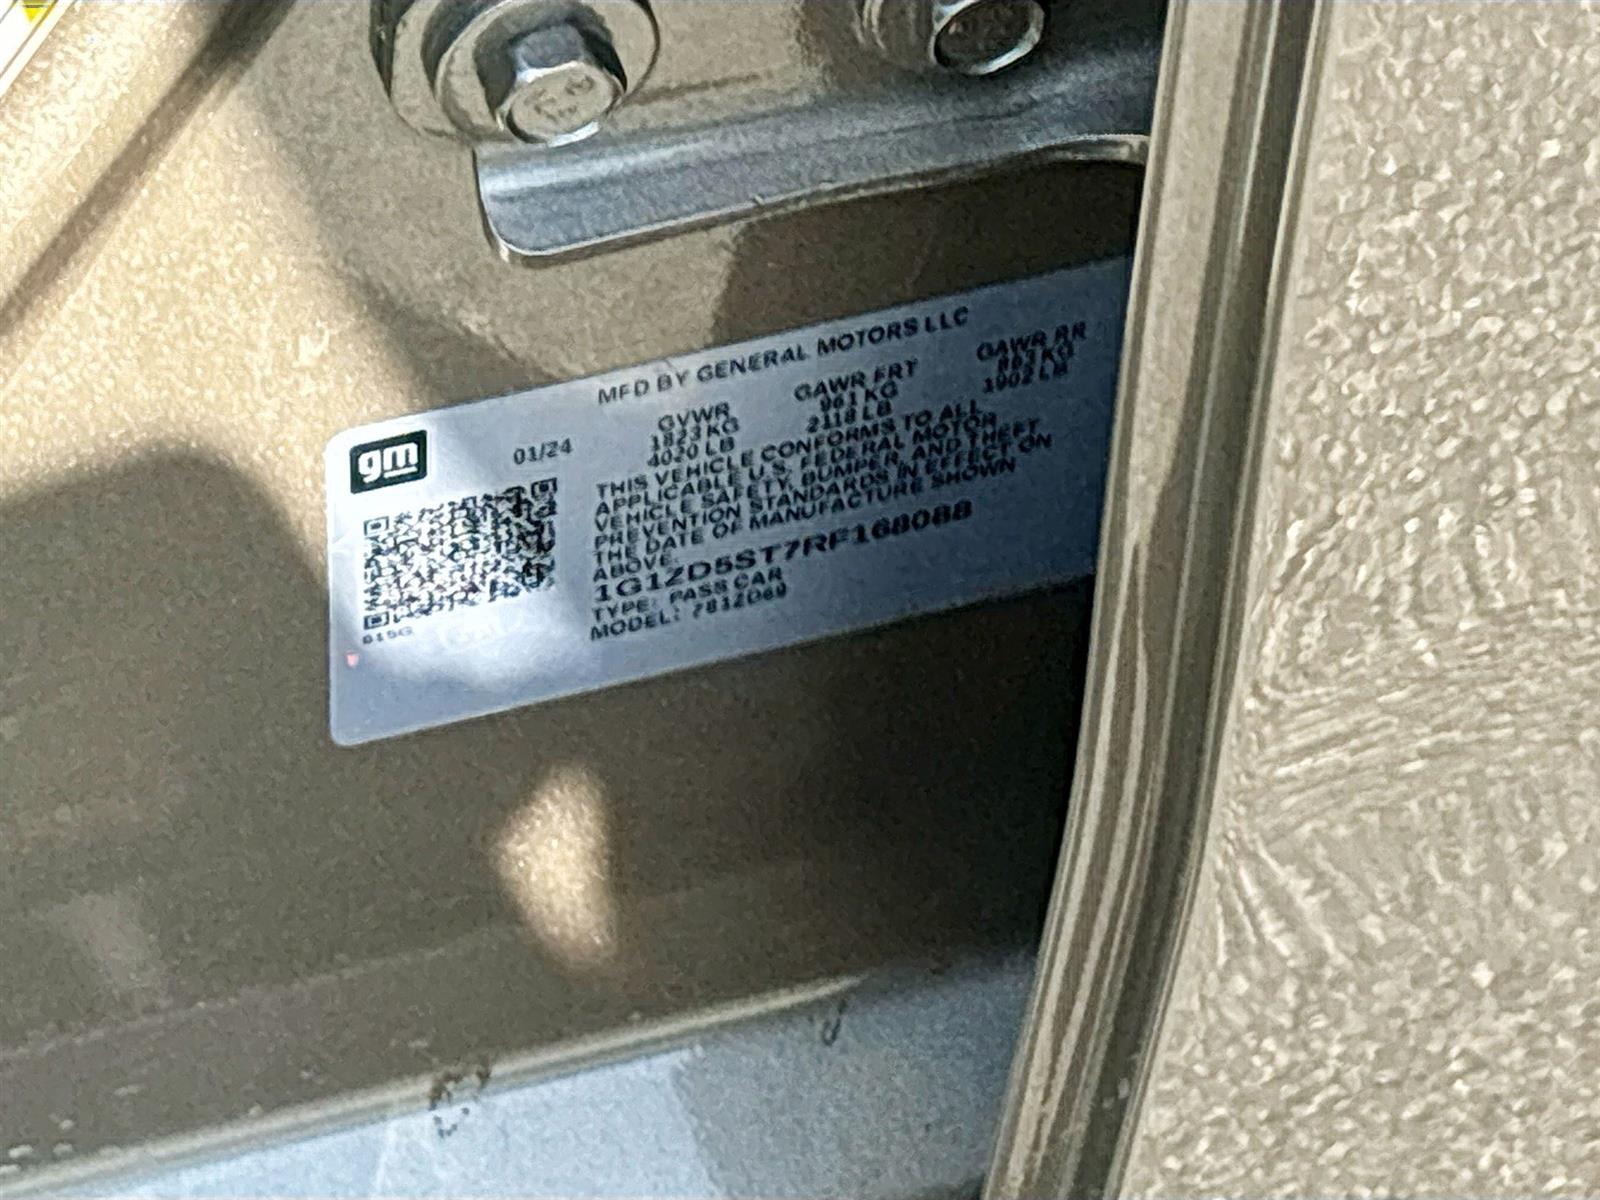 MFD BY GENERAL MOTORS LLC
gm
01/24
GVWR GAWR FRT GAWR RR
1823 KG 961 KG 863 KG
4020 LB 2118 LB 1902 LB
THIS VEHICLE CONFORMS TO ALL
APPLICABLE U.S. FEDERAL MOTOR
VEHICLE SAFETY, BUMPER, AND THEFT
PREVENTION STANDARDS IN EFFECT ON
THE DATE OF MANUFACTURE SHOWN
ABOVE.
1G1ZD5ST7RF168088
TYPE: PASS CAR
MODEL: 781ZD69